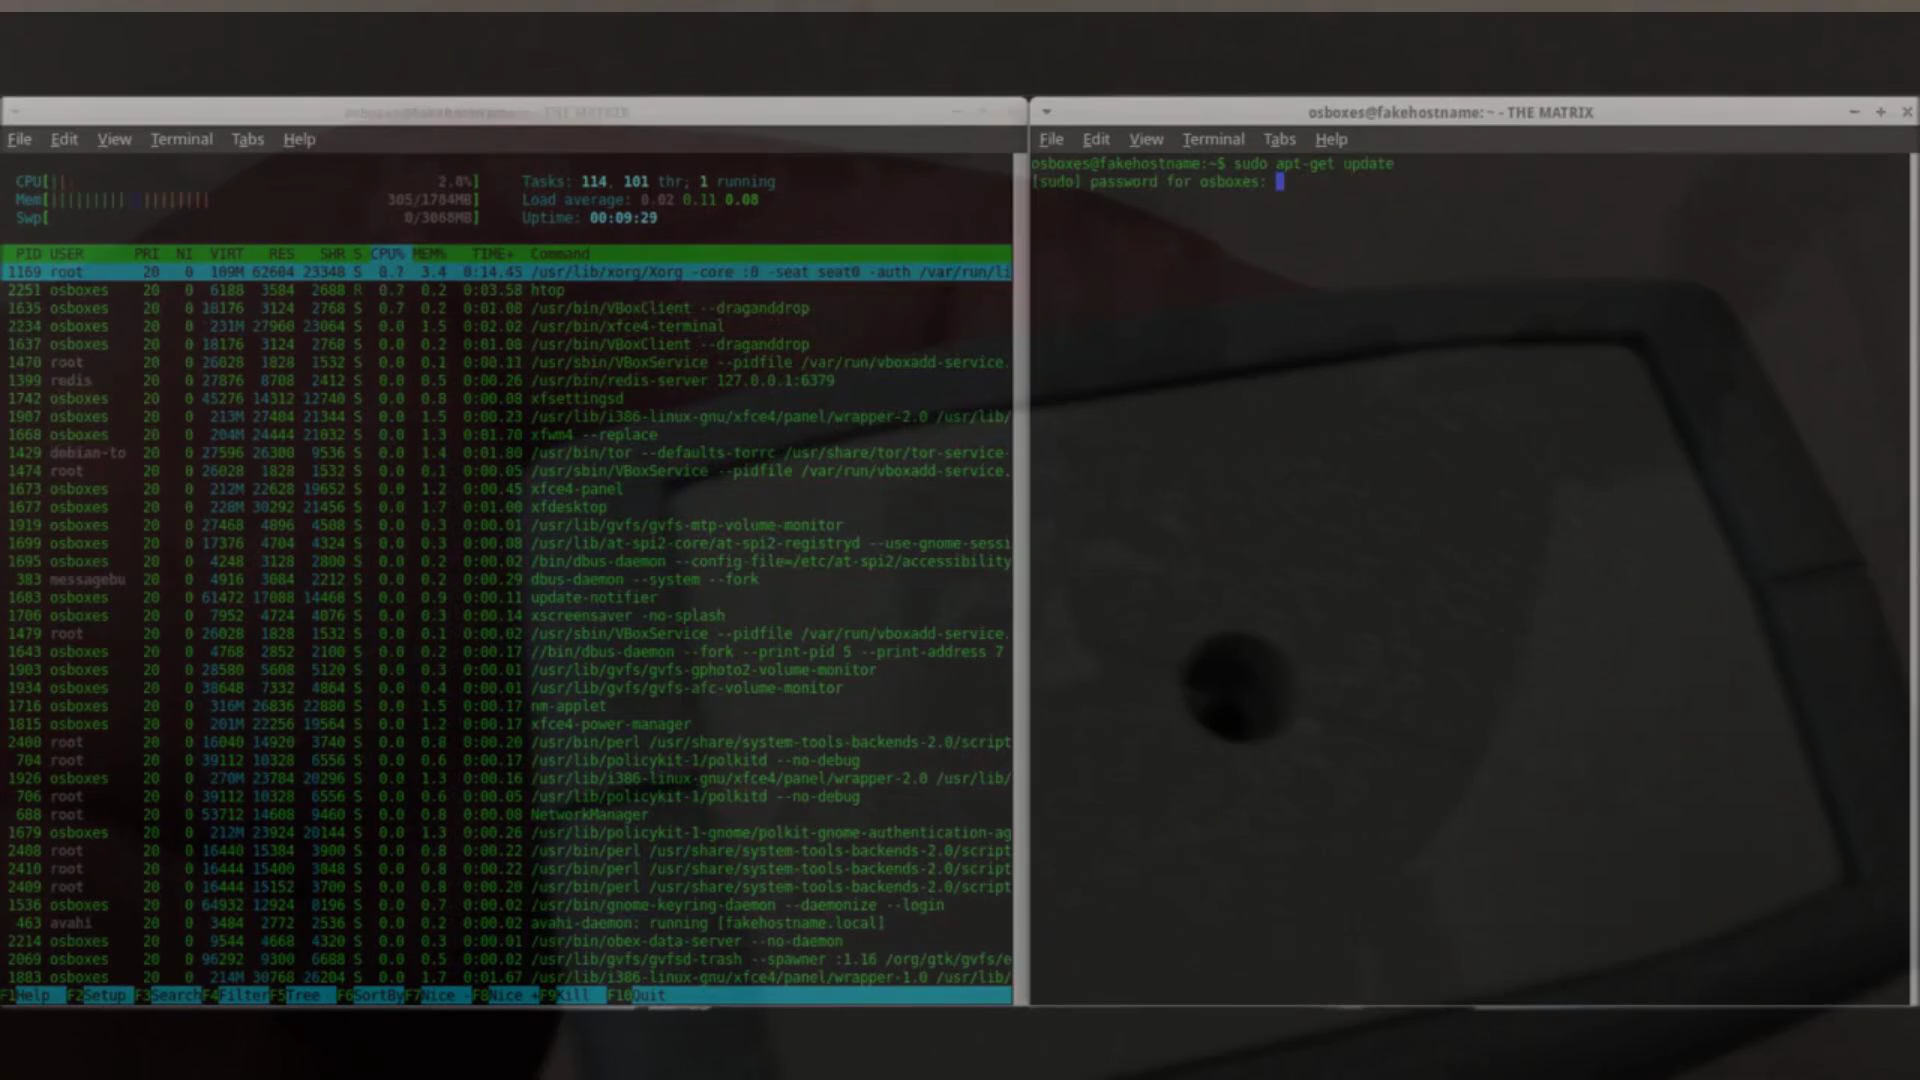 osboxes@fakehostname: ~ - THE MATRIX
File Edit View Terminal Tabs Help
CPU[|| 2.8%] Tasks: 114, 101 thr; 1 running
Mem[ 305/1784MB] Load average: 0.02 0.11 0.08
Swp[ 0/3068MB] Uptime: 00:09:29
PID USER PRI NI VIRT RES SHR S CPU% MEM% TIME+ Command
1169 root 20 0 109M 62604 23348 S 0.7 3.4 0:14.45 /usr/lib/xorg/Xorg -core :0 -seat seat0 -auth /var/run/li
2251 osboxes 20 0 6188 3584 2688 R 0.7 0.2 0:03.58 htop
1635 osboxes 20 0 18176 3124 2768 S 0.7 0.2 0:01.08 /usr/bin/VBoxClient --draganddrop
2234 osboxes 20 0 231M 27960 23064 S 0.0 1.5 0:02.02 /usr/bin/xfce4-terminal
1637 osboxes 20 0 18176 3124 2768 S 0.0 0.2 0:01.08 /usr/bin/VBoxClient --draganddrop
1470 root 20 0 26028 1828 1532 S 0.0 0.1 0:00.11 /usr/sbin/VBoxService --pidfile /var/run/vboxadd-service.
1399 redis 20 0 27876 8708 2412 S 0.0 0.5 0:00.26 /usr/bin/redis-server 127.0.0.1:6379
1742 osboxes 20 0 45276 14312 12740 S 0.0 0.8 0:00.08 xfsettingsd
1907 osboxes 20 0 213M 27404 21344 S 0.0 1.5 0:00.23 /usr/lib/i386-linux-gnu/xfce4/panel/wrapper-2.0 /usr/lib/
1668 osboxes 20 0 204M 24444 21032 S 0.0 1.3 0:01.70 xfwm4 --replace
1429 debian-to 20 0 27596 26300 9536 S 0.0 1.4 0:01.80 /usr/bin/tor --defaults-torrc /usr/share/tor/tor-service-
1474 root 20 0 26028 1828 1532 S 0.0 0.1 0:00.05 /usr/sbin/VBoxService --pidfile /var/run/vboxadd-service.
1673 osboxes 20 0 212M 22628 19652 S 0.0 1.2 0:00.45 xfce4-panel
1677 osboxes 20 0 228M 30292 21456 S 0.0 1.7 0:01.00 xfdesktop
1919 osboxes 20 0 27468 4896 4508 S 0.0 0.3 0:00.01 /usr/lib/gvfs/gvfs-mtp-volume-monitor
1699 osboxes 20 0 17376 4704 4324 S 0.0 0.3 0:00.08 /usr/lib/at-spi2-core/at-spi2-registryd --use-gnome-sessi
1695 osboxes 20 0 4248 3128 2800 S 0.0 0.2 0:00.02 /bin/dbus-daemon --config-file=/etc/at-spi2/accessibility
383 messagebu 20 0 4916 3084 2212 S 0.0 0.2 0:00.29 dbus-daemon --system --fork
1683 osboxes 20 0 61472 17088 14468 S 0.0 0.9 0:00.11 update-notifier
1706 osboxes 20 0 7952 4724 4076 S 0.0 0.3 0:00.14 xscreensaver -no-splash
1479 root 20 0 26028 1828 1532 S 0.0 0.1 0:00.02 /usr/sbin/VBoxService --pidfile /var/run/vboxadd-service.
1643 osboxes 20 0 4768 2852 2100 S 0.0 0.2 0:00.17 //bin/dbus-daemon --fork --print-pid 5 --print-address 7
1903 osboxes 20 0 28580 5608 5120 S 0.0 0.3 0:00.01 /usr/lib/gvfs/gvfs-gphoto2-volume-monitor
1934 osboxes 20 0 38648 7332 4864 S 0.0 0.4 0:00.01 /usr/lib/gvfs/gvfs-afc-volume-monitor
1716 osboxes 20 0 316M 26836 22880 S 0.0 1.5 0:00.17 nm-applet
1815 osboxes 20 0 201M 22256 19564 S 0.0 1.2 0:00.17 xfce4-power-manager
2400 root 20 0 16040 14920 3740 S 0.0 0.8 0:00.20 /usr/bin/perl /usr/share/system-tools-backends-2.0/script
704 root 20 0 39112 10328 6556 S 0.0 0.6 0:00.17 /usr/lib/policykit-1/polkitd --no-debug
1926 osboxes 20 0 270M 23784 20296 S 0.0 1.3 0:00.16 /usr/lib/i386-linux-gnu/xfce4/panel/wrapper-2.0 /usr/lib/
706 root 20 0 39112 10328 6556 S 0.0 0.6 0:00.05 /usr/lib/policykit-1/polkitd --no-debug
688 root 20 0 53712 14608 9460 S 0.0 0.8 0:00.08 NetworkManager
1679 osboxes 20 0 212M 23924 20144 S 0.0 1.3 0:00.26 /usr/lib/policykit-1-gnome/polkit-gnome-authentication-ag
2408 root 20 0 16440 15384 3900 S 0.0 0.8 0:00.22 /usr/bin/perl /usr/share/system-tools-backends-2.0/script
2410 root 20 0 16444 15400 3848 S 0.0 0.8 0:00.22 /usr/bin/perl /usr/share/system-tools-backends-2.0/script
2409 root 20 0 16444 15152 3700 S 0.0 0.8 0:00.20 /usr/bin/perl /usr/share/system-tools-backends-2.0/script
1536 osboxes 20 0 64932 12924 8196 S 0.0 0.7 0:00.02 /usr/bin/gnome-keyring-daemon --daemonize --login
463 avahi 20 0 3484 2772 2536 S 0.0 0.2 0:00.02 avahi-daemon: running [fakehostname.local]
2214 osboxes 20 0 9544 4668 4320 S 0.0 0.3 0:00.01 /usr/bin/obex-data-server --no-daemon
2069 osboxes 20 0 96292 9300 6688 S 0.0 0.5 0:00.02 /usr/lib/gvfs/gvfsd-trash --spawner :1.16 /org/gtk/gvfs/e
1883 osboxes 20 0 214M 30768 26204 S 0.0 1.7 0:01.67 /usr/lib/i386-linux-gnu/xfce4/panel/wrapper-1.0 /usr/lib/
F1Help F2Setup F3Search F4Filter F5Tree F6SortBy F7Nice - F8Nice + F9Kill F10Quit
osboxes@fakehostname: ~ - THE MATRIX
File Edit View Terminal Tabs Help
osboxes@fakehostname:~$ sudo apt-get update
[sudo] password for osboxes: